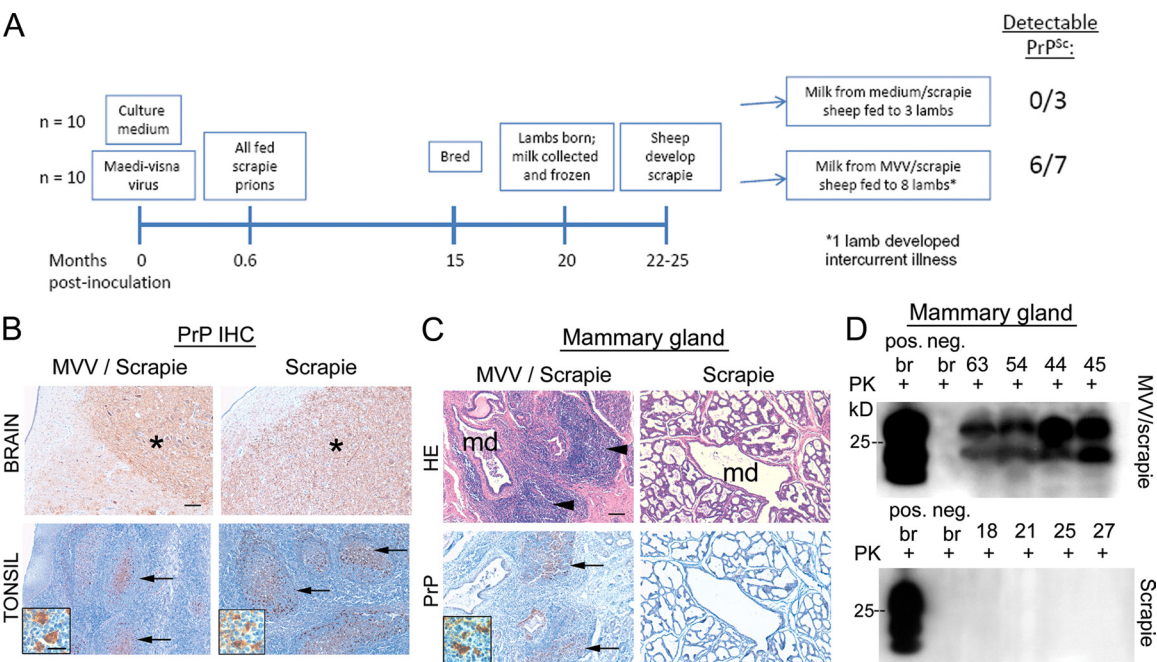 A
Detectable
PrPSc:
n = 10
Culture
medium
n = 10
Maedi-visna
virus
All fed
scrapie
prions
Bred
Lambs born;
milk collected
and frozen
Sheep
develop
scrapie
Milk from medium/scrapie
sheep fed to 3 lambs
0/3
Milk from MVV/scrapie
sheep fed to 8 lambs*
6/7
Months
post-inoculation
0
0.6
15
20
22-25
*1 lamb developed
intercurrent illness
B
PrP IHC
MVV / Scrapie
Scrapie
BRAIN
*
*
TONSIL
C
Mammary gland
MVV / Scrapie
Scrapie
HE
md
md
PrP
D
Mammary gland
pos. neg.
br br 63 54 44 45
PK + + + + + +
kD
25--
MVV/scrapie
pos. neg.
br br 18 21 25 27
PK + + + + + +
25--
Scrapie